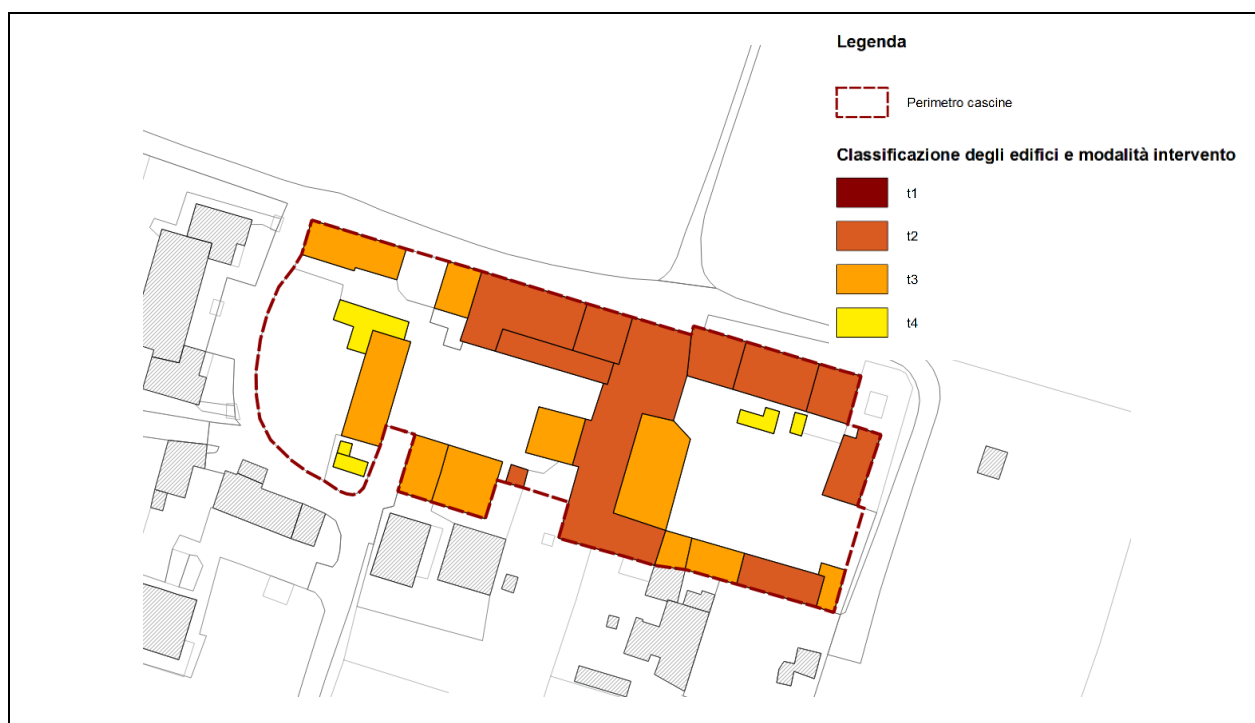 Legenda
Perimetro cascine
Classificazione degli edifici e modalità intervento
t1
t2
t3
t4